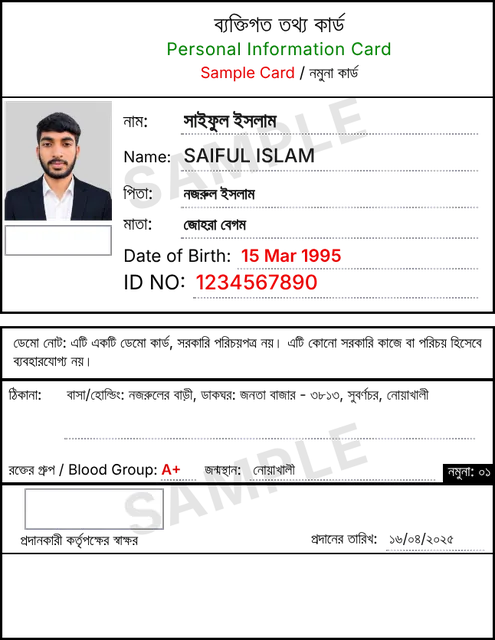 ব্যক্তিগত তথ্য কার্ড
Personal Information Card
Sample Card / নমুনা কার্ড
SAMPLE
নাম: সাইফুল ইসলাম
Name: SAIFUL ISLAM
পিতা: নজরুল ইসলাম
মাতা: জোহরা বেগম
Date of Birth: 15 Mar 1995
ID NO: 1234567890
ডেমো নোট: এটি একটি ডেমো কার্ড, সরকারি পরিচয়পত্র নয়। এটি কোনো সরকারি কাজে বা পরিচয় হিসেবে
ব্যবহারযোগ্য নয়।
ঠিকানা: বাসা/হোল্ডিং: নজরুলের বাড়ী, ডাকঘর: জনতা বাজার - ৩৮১৩, সুবর্ণচর, নোয়াখালী
SAMPLE
রক্তের গ্রুপ / Blood Group: A+ জন্মস্থান: নোয়াখালী নমুনা: ০১
প্রদানকারী কর্তৃপক্ষের স্বাক্ষর প্রদানের তারিখ: ১৬/০৪/২০২৫